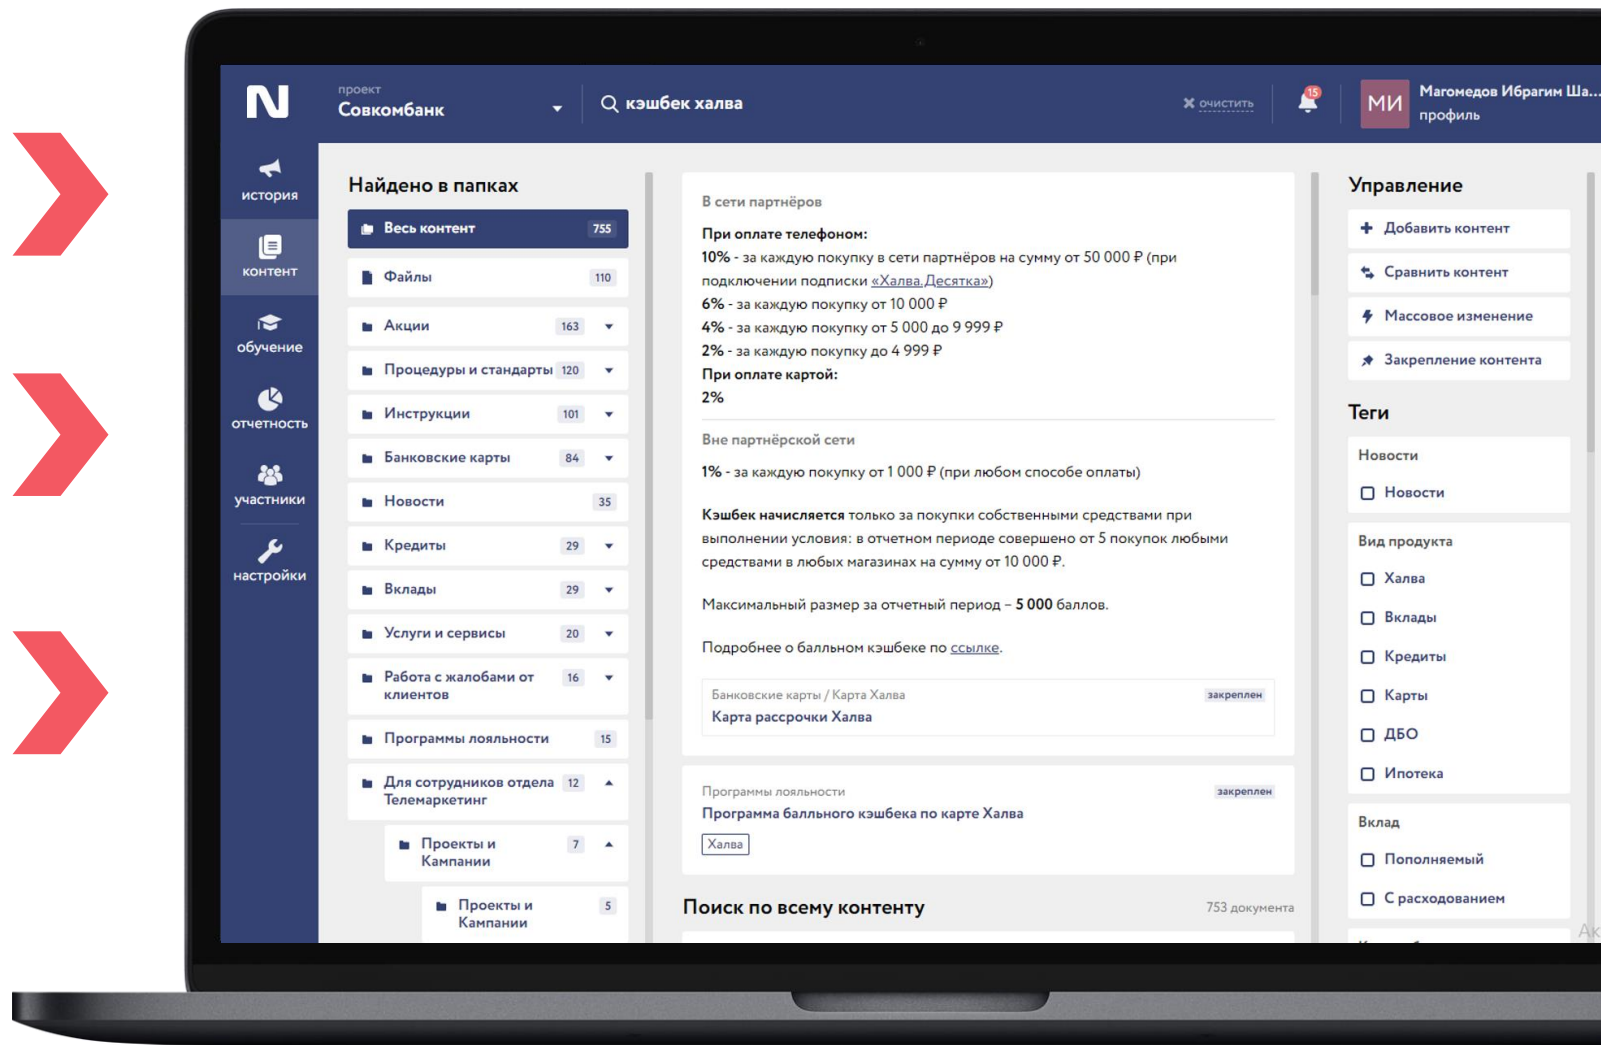 N
проект
Совкомбанк
кэшбек халва
очистить
15
МИ
Магомедов Ибрагим Ша...
профиль
история
контент
обучение
отчетность
участники
настройки
Найдено в папках
Весь контент 755
Файлы 110
Акции 163
Процедуры и стандарты 120
Инструкции 101
Банковские карты 84
Новости 35
Кредиты 29
Вклады 29
Услуги и сервисы 20
Работа с жалобами от 16
клиентов
Программы лояльности 15
Для сотрудников отдела 12
Телемаркетинг
Проекты и 7
Кампании
Проекты и 5
Кампании
В сети партнёров
При оплате телефоном:
10% - за каждую покупку в сети партнёров на сумму от 50 000 ₽ (при
подключении подписки «Халва.Десятка»)
6% - за каждую покупку от 10 000 ₽
4% - за каждую покупку от 5 000 до 9 999 ₽
2% - за каждую покупку до 4 999 ₽
При оплате картой:
2%
Вне партнёрской сети
1% - за каждую покупку от 1 000 ₽ (при любом способе оплаты)
Кэшбек начисляется только за покупки собственными средствами при
выполнении условия: в отчетном периоде совершено от 5 покупок любыми
средствами в любых магазинах на сумму от 10 000 ₽.
Максимальный размер за отчетный период – 5 000 баллов.
Подробнее о балльном кэшбеке по ссылке.
Банковские карты / Карта Халва закреплен
Карта рассрочки Халва
Программы лояльности закреплен
Программа балльного кэшбека по карте Халва
Халва
Поиск по всему контенту 753 документа
Управление
Добавить контент
Сравнить контент
Массовое изменение
Закрепление контента
Теги
Новости
Новости
Вид продукта
Халва
Вклады
Кредиты
Карты
ДБО
Ипотека
Вклад
Пополняемый
С расходованием
Ак